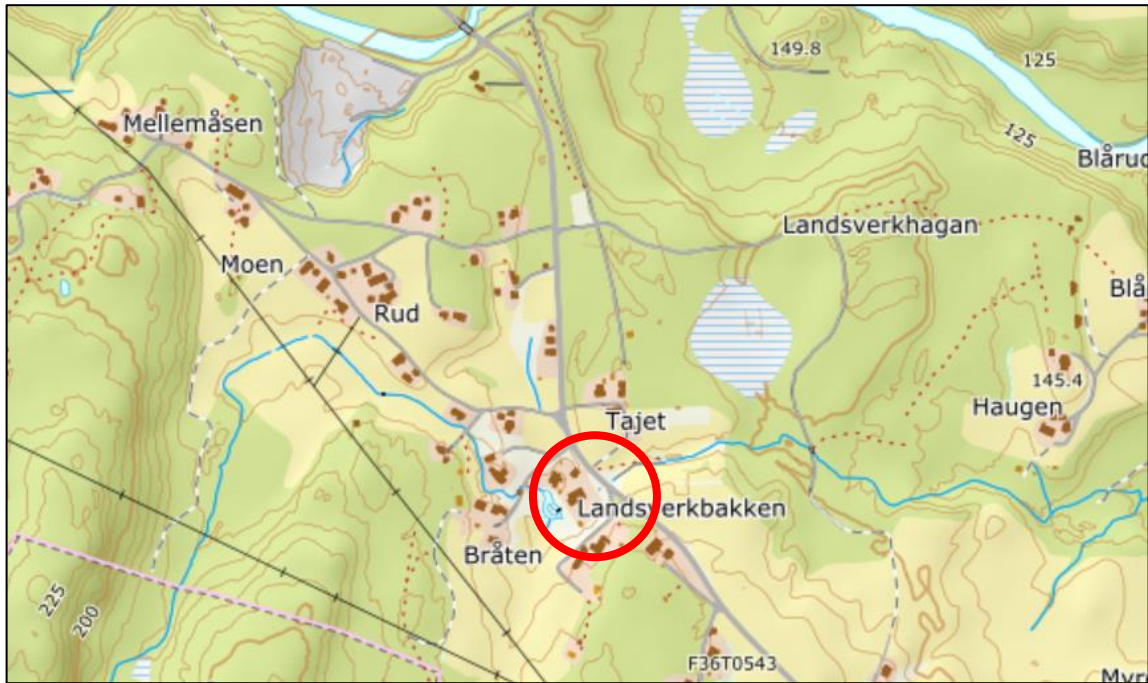 149.8
125
Mellemåsen
125
Blåruc
Landsverkhagan
Moen
Blå
Rud
145.4
Haugen
Tajet
Landsverkbakken
Bråten
225
200
F36T0543
Myr